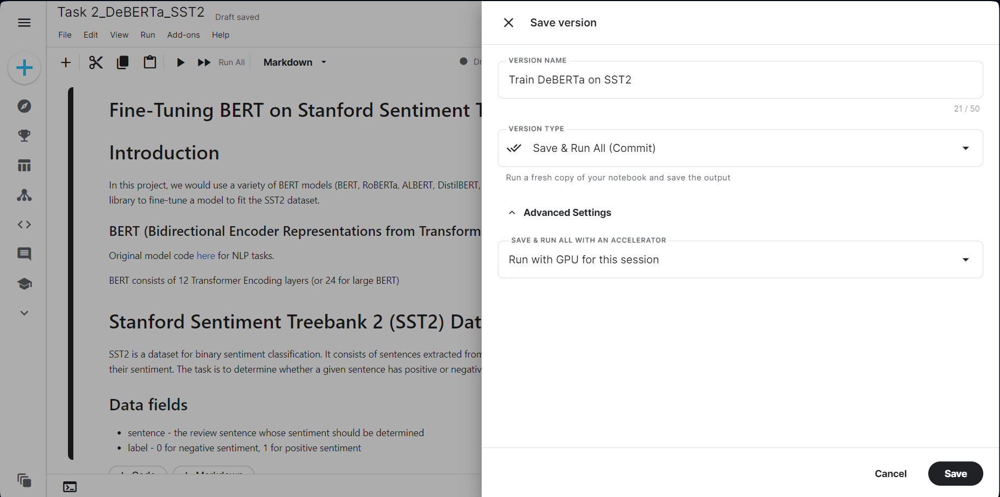 Task 2_DeBERTa_SST2
Draft saved
File Edit View Run Add-ons Help
Run All
Markdown
Dr
Fine-Tuning BERT on Stanford Sentiment T
Introduction
In this project, we would use a variety of BERT models (BERT, RoBERTa, ALBERT, DistilBERT,
library to fine-tune a model to fit the SST2 dataset.
BERT (Bidirectional Encoder Representations from Transform
Original model code here for NLP tasks.
BERT consists of 12 Transformer Encoding layers (or 24 for large BERT)
Stanford Sentiment Treebank 2 (SST2) Dat
SST2 is a dataset for binary sentiment classification. It consists of sentences extracted from
their sentiment. The task is to determine whether a given sentence has positive or negativ
Data fields
• sentence - the review sentence whose sentiment should be determined
• label - 0 for negative sentiment, 1 for positive sentiment
+ Code + Markdown
Save version
VERSION NAME
Train DeBERTa on SST2
21 / 50
VERSION TYPE
Save & Run All (Commit)
Run a fresh copy of your notebook and save the output
Advanced Settings
SAVE & RUN ALL WITH AN ACCELERATOR
Run with GPU for this session
Cancel
Save